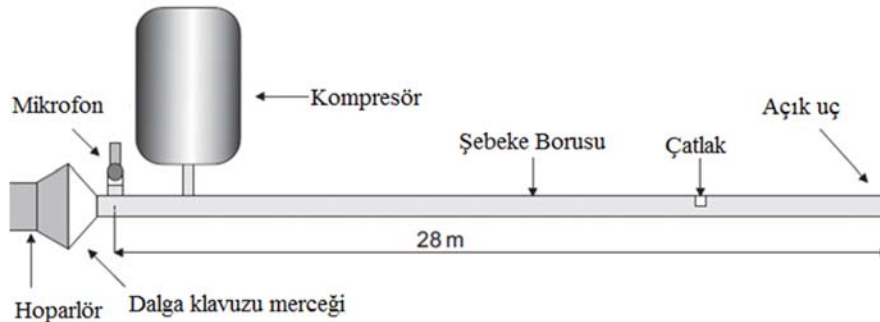 Kompresör
Mikrofon
Açık uç
Şebeke Borusu
Çatlak
28 m
Hoparlör
Dalga klavuzu merceği